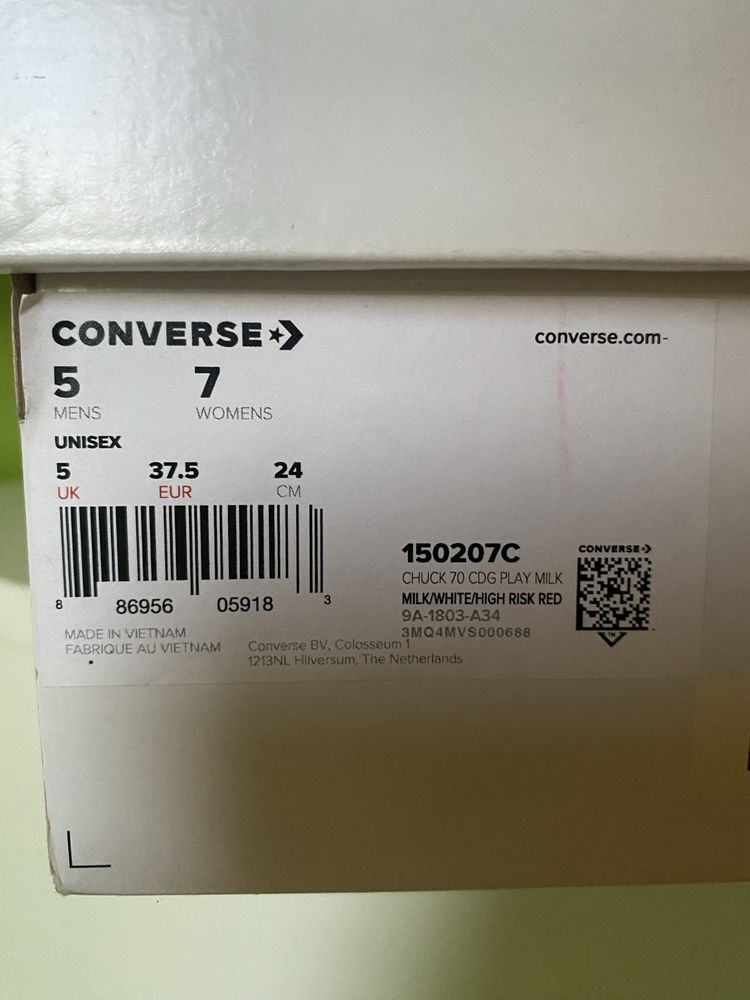 CONVERSE
converse.com-
5 7
MENS WOMENS
UNISEX
5 37.5 24
UK EUR CM
8 86956 05918 3
MADE IN VIETNAM
FABRIQUE AU VIETNAM
Converse BV, Colosseum 1
1213NL Hilversum, The Netherlands
150207C
CHUCK 70 CDG PLAY MILK
MILK/WHITE/HIGH RISK RED
9A-1803-A34
3MQ4MVS000688
CONVERSE
TM